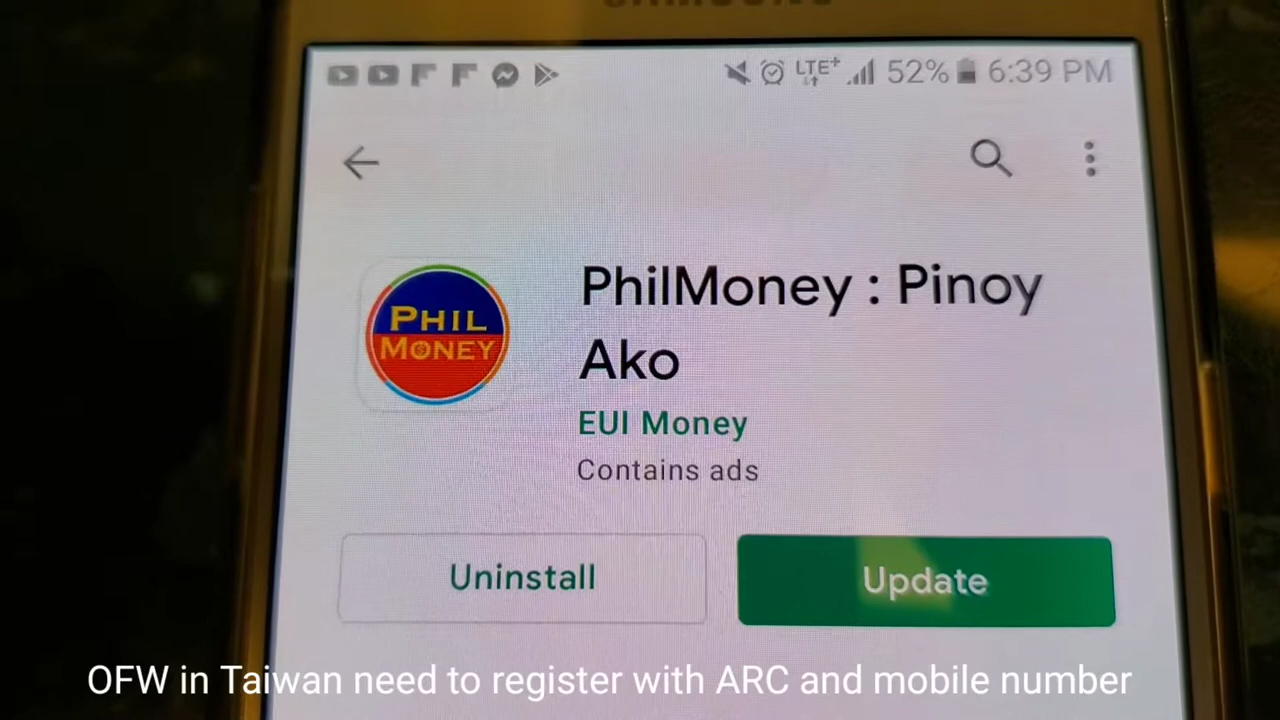 SAMSUNG
LTE+ 52% 6:39 PM
PHIL
MONEY
PhilMoney : Pinoy
Ako
EUI Money
Contains ads
Uninstall
Update
OFW in Taiwan need to register with ARC and mobile number